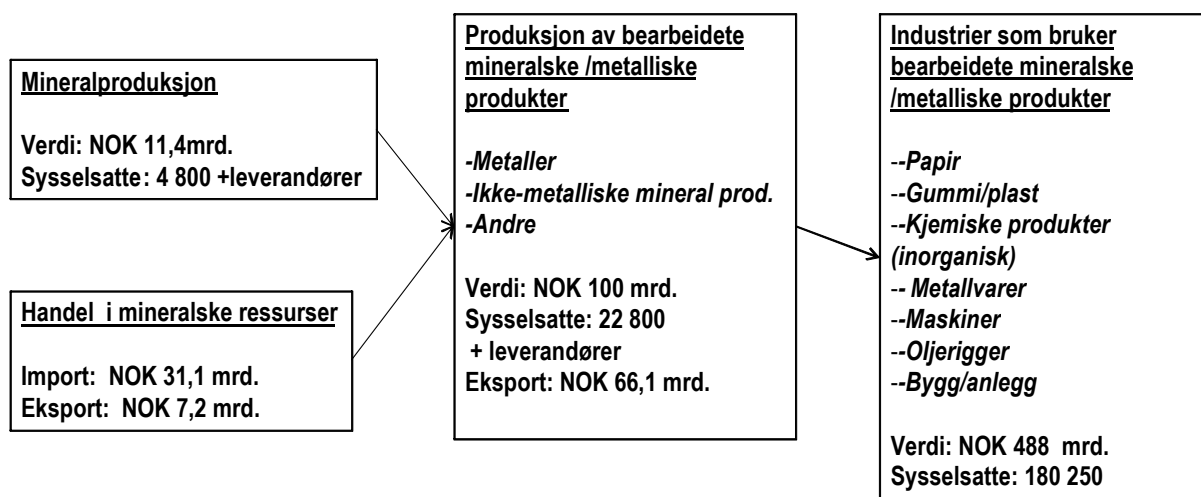 Mineralproduksjon
Verdi: NOK 11,4mrd.
Sysselsatte: 4 800 +leverandører
Handel i mineralske ressurser
Import: NOK 31,1 mrd.
Eksport: NOK 7,2 mrd.
Produksjon av bearbeidete
mineralske /metalliske
produkter
-Metaller
-Ikke-metalliske mineral prod.
-Andre
Verdi: NOK 100 mrd.
Sysselsatte: 22 800
+ leverandører
Eksport: NOK 66,1 mrd.
Industrier som bruker
bearbeidete mineralske
/metalliske produkter
--Papir
--Gummi/plast
--Kjemiske produkter
(inorganisk)
-- Metallvarer
--Maskiner
--Oljerigger
--Bygg/anlegg
Verdi: NOK 488 mrd.
Sysselsatte: 180 250